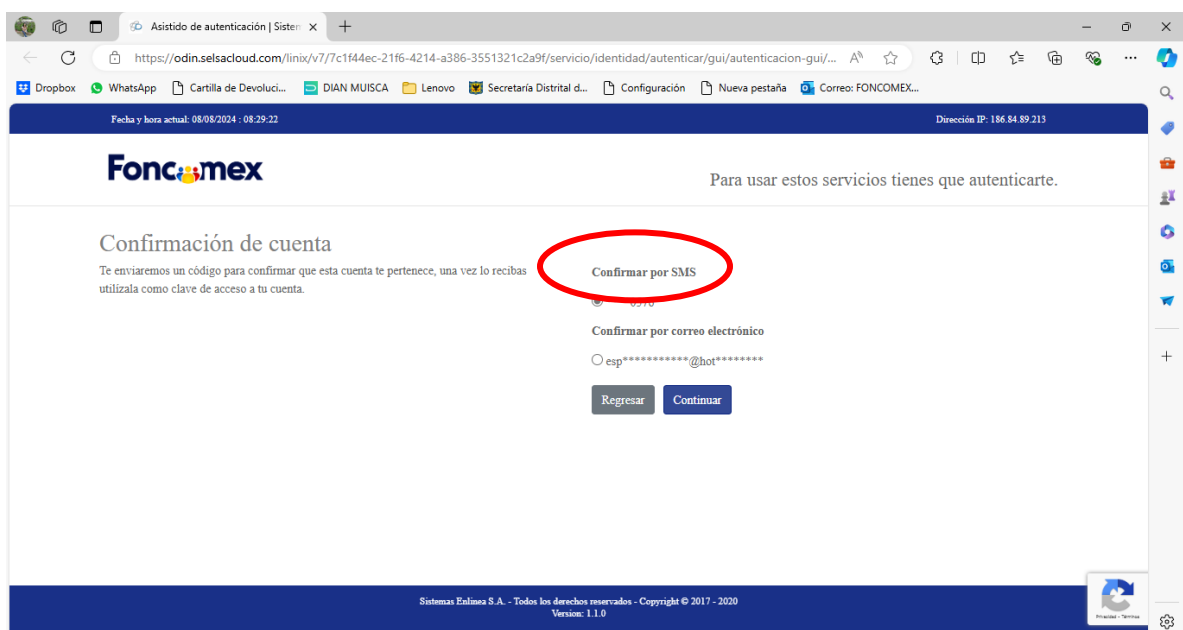 Asistido de autenticación | Sisten
https://odin.selsacloud.com/linix/v7/7c1f44ec-21f6-4214-a386-3551321c2a9f/servicio/identidad/autenticar/gui/autenticacion-gui/...
Dropbox WhatsApp Cartilla de Devoluci... DIAN MUISCA Lenovo Secretaría Distrital d... Configuración Nueva pestaña Correo: FONCOMEX...
Fecha y hora actual: 08/08/2024 : 08:29:22 Dirección IP: 186.84.89.213
Foncomex
Para usar estos servicios tienes que autenticarte.
Confirmación de cuenta
Te enviaremos un código para confirmar que esta cuenta te pertenece, una vez lo recibas
utilízala como clave de acceso a tu cuenta.
Confirmar por SMS
Confirmar por correo electrónico
esp***********@hot********
Regresar Continuar
Sistemas Enlinea S.A. - Todos los derechos reservados - Copyright © 2017 - 2020
Version: 1.1.0
Privacidad - Términos